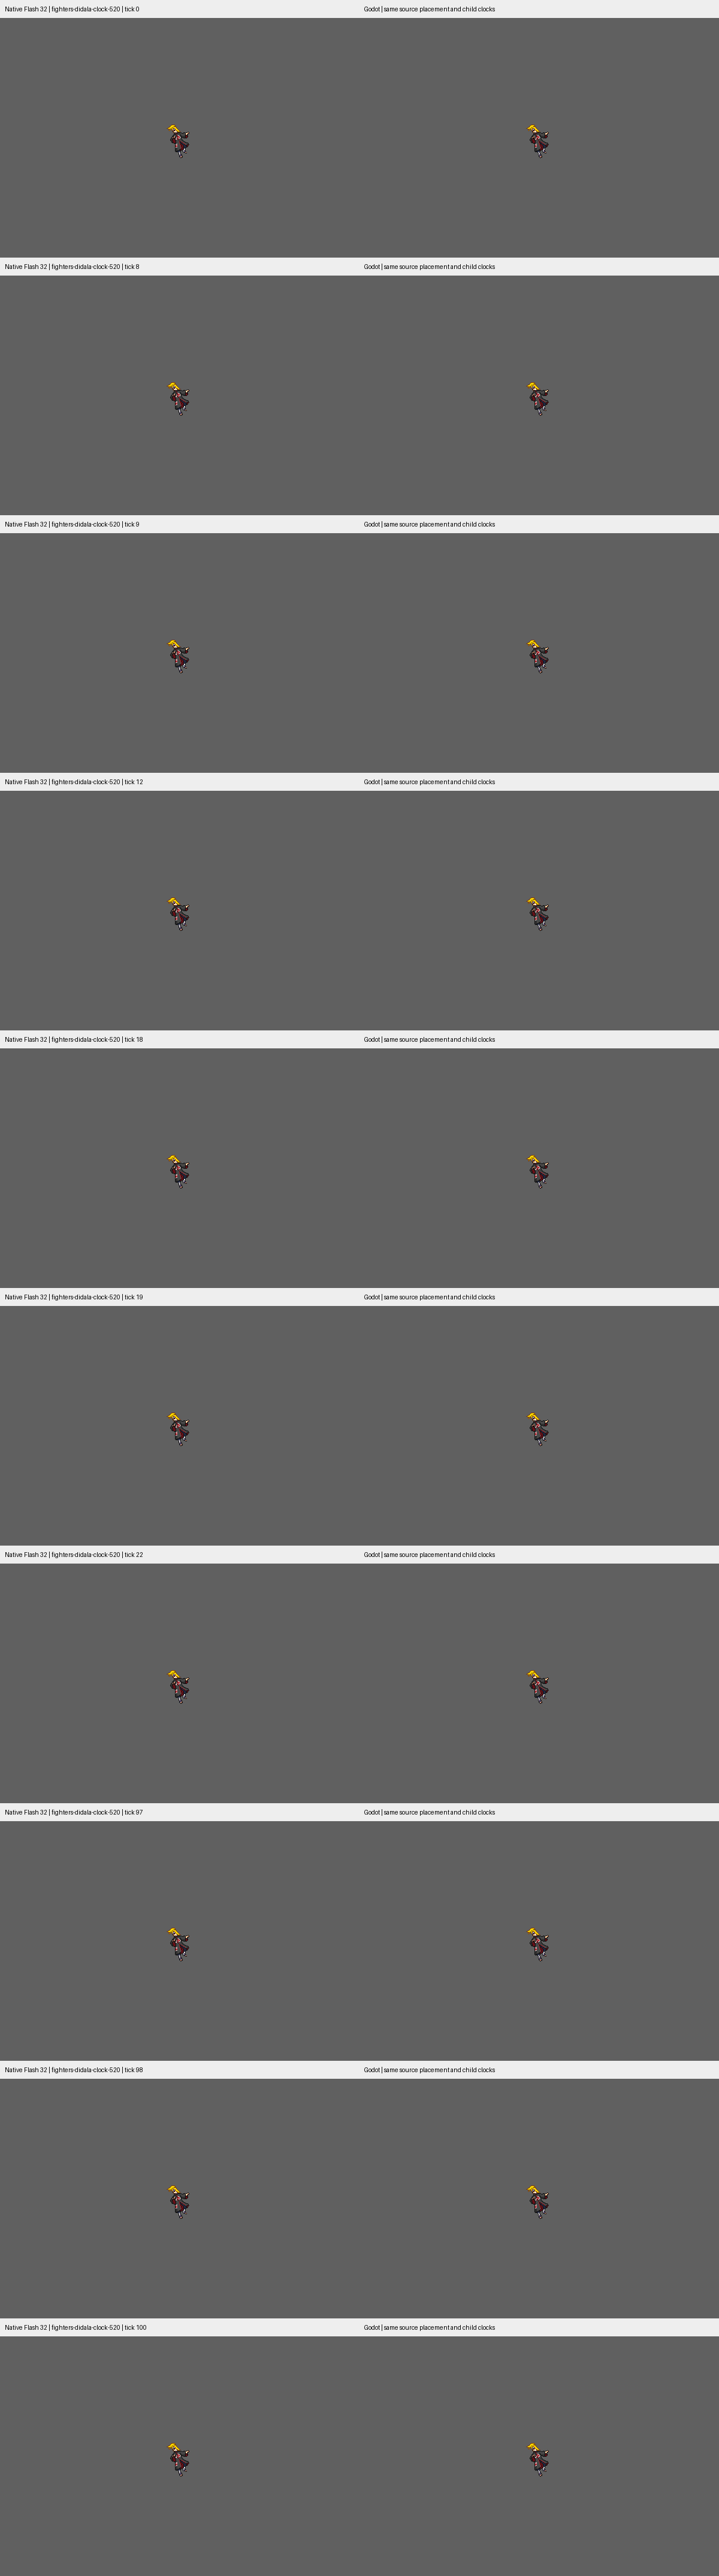 Native Flash 32 | fighters-didala-clock-520 | tick 0
Godot | same source placement and child clocks
Native Flash 32 | fighters-didala-clock-520 | tick 8
Godot | same source placement and child clocks
Native Flash 32 | fighters-didala-clock-520 | tick 9
Godot | same source placement and child clocks
Native Flash 32 | fighters-didala-clock-520 | tick 12
Godot | same source placement and child clocks
Native Flash 32 | fighters-didala-clock-520 | tick 18
Godot | same source placement and child clocks
Native Flash 32 | fighters-didala-clock-520 | tick 19
Godot | same source placement and child clocks
Native Flash 32 | fighters-didala-clock-520 | tick 22
Godot | same source placement and child clocks
Native Flash 32 | fighters-didala-clock-520 | tick 97
Godot | same source placement and child clocks
Native Flash 32 | fighters-didala-clock-520 | tick 98
Godot | same source placement and child clocks
Native Flash 32 | fighters-didala-clock-520 | tick 100
Godot | same source placement and child clocks